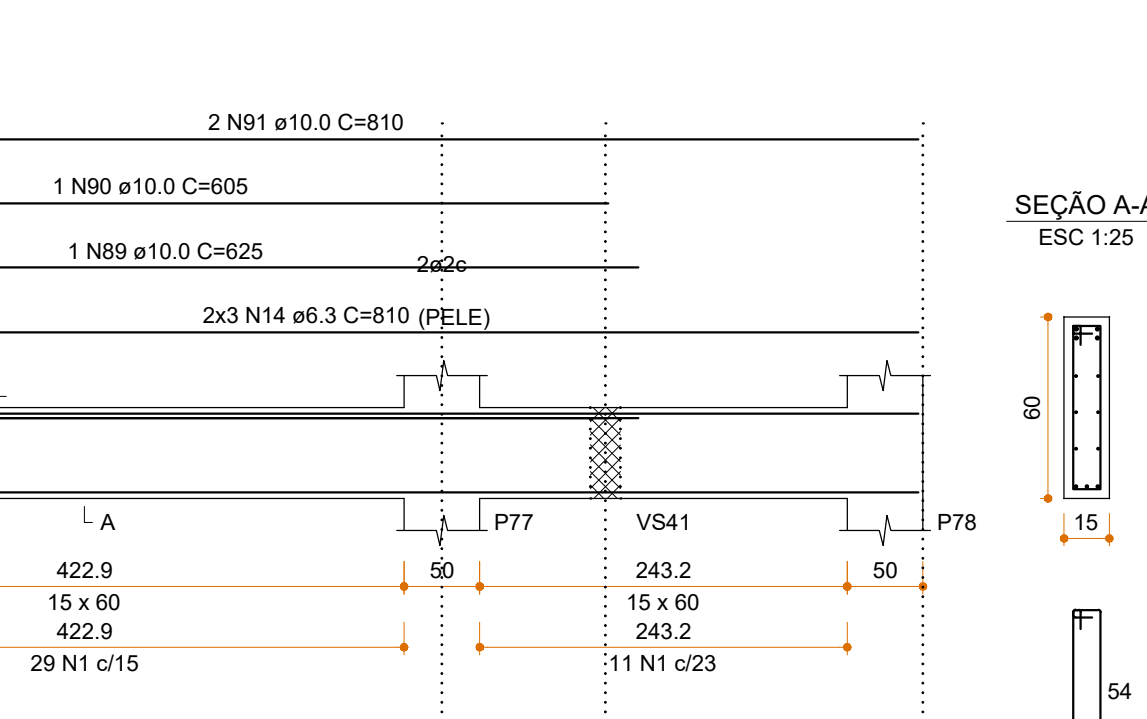 2 N91 ø10.0 C=810
1 N90 ø10.0 C=605
SEÇÃO A-A
ESC 1:25
1 N89 ø10.0 C=625
2ø2c
2x3 N14 ø6.3 C=810 (PELE)
60
A
P77
VS41
P78
15
422.9
50
243.2
50
15 x 60
15 x 60
422.9
243.2
29 N1 c/15
11 N1 c/23
54